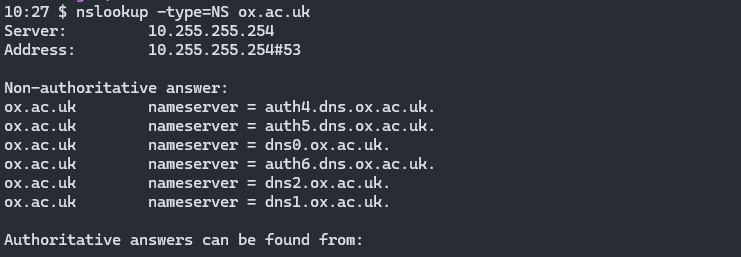 10:27 $ nslookup -type=NS ox.ac.uk
Server:         10.255.255.254
Address:        10.255.255.254#53

Non-authoritative answer:
ox.ac.uk        nameserver = auth4.dns.ox.ac.uk.
ox.ac.uk        nameserver = auth5.dns.ox.ac.uk.
ox.ac.uk        nameserver = dns0.ox.ac.uk.
ox.ac.uk        nameserver = auth6.dns.ox.ac.uk.
ox.ac.uk        nameserver = dns2.ox.ac.uk.
ox.ac.uk        nameserver = dns1.ox.ac.uk.

Authoritative answers can be found from: